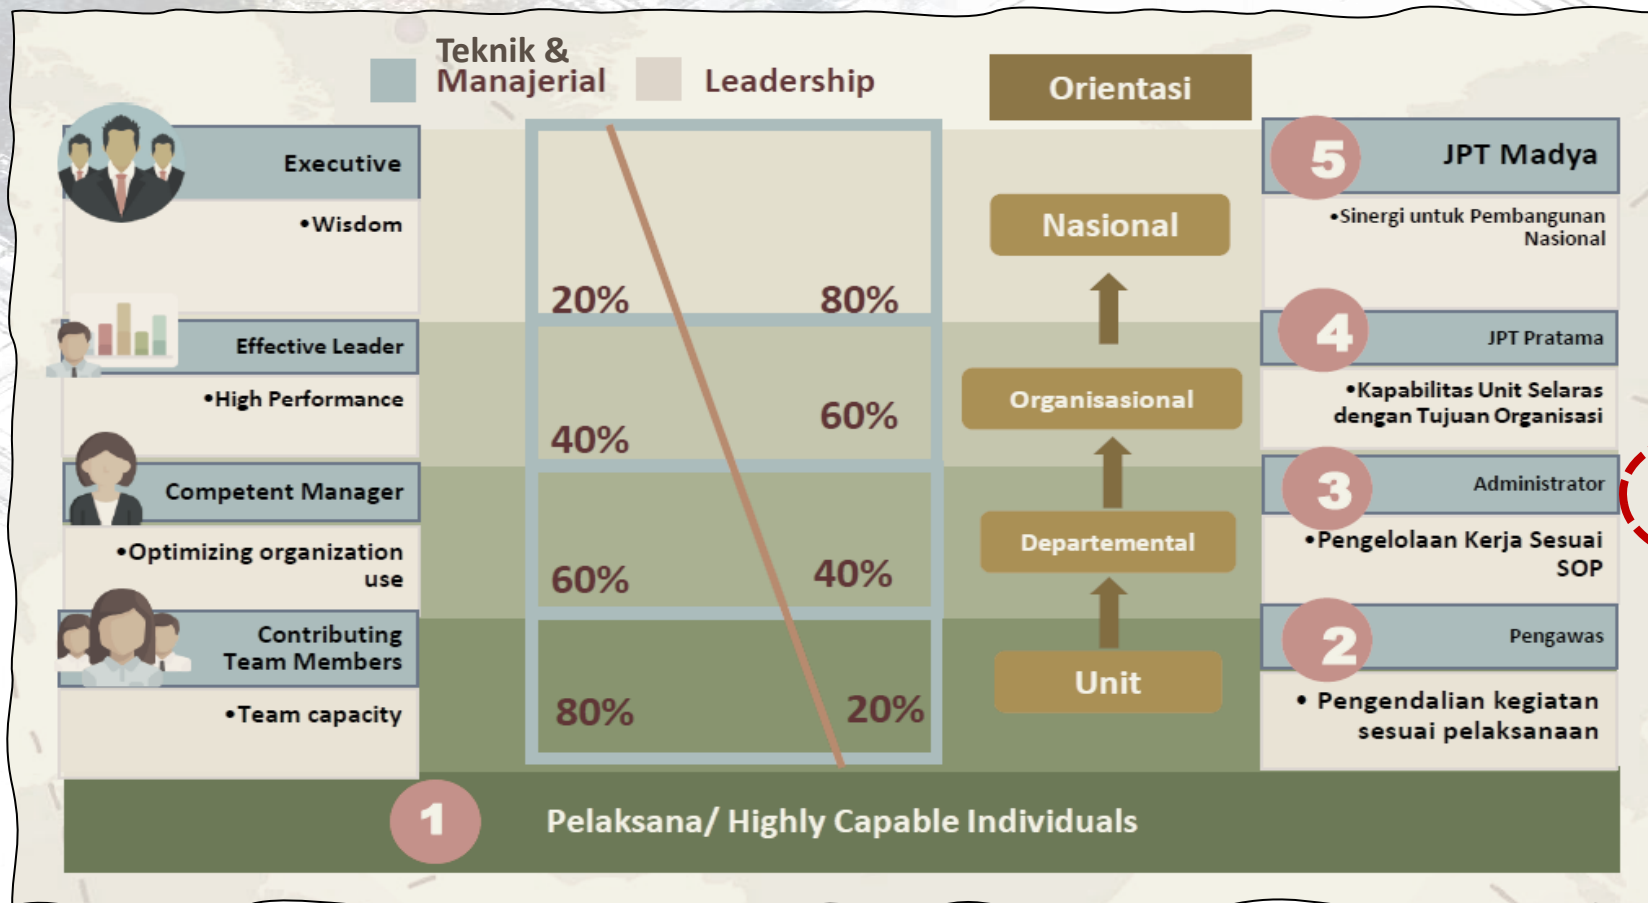 Teknik &
Manajerial
Leadership
Orientasi
Executive
•Wisdom
20%
80%
Nasional
5
JPT Madya
•Sinergi untuk Pembangunan
Nasional
Effective Leader
•High Performance
40%
60%
Organisasional
4
JPT Pratama
•Kapabilitas Unit Selaras
dengan Tujuan Organisasi
Competent Manager
•Optimizing organization
use
60%
40%
Departemental
3
Administrator
•Pengelolaan Kerja Sesuai
SOP
Contributing
Team Members
•Team capacity
80%
20%
Unit
2
Pengawas
• Pengendalian kegiatan
sesuai pelaksanaan
1
Pelaksana/ Highly Capable Individuals